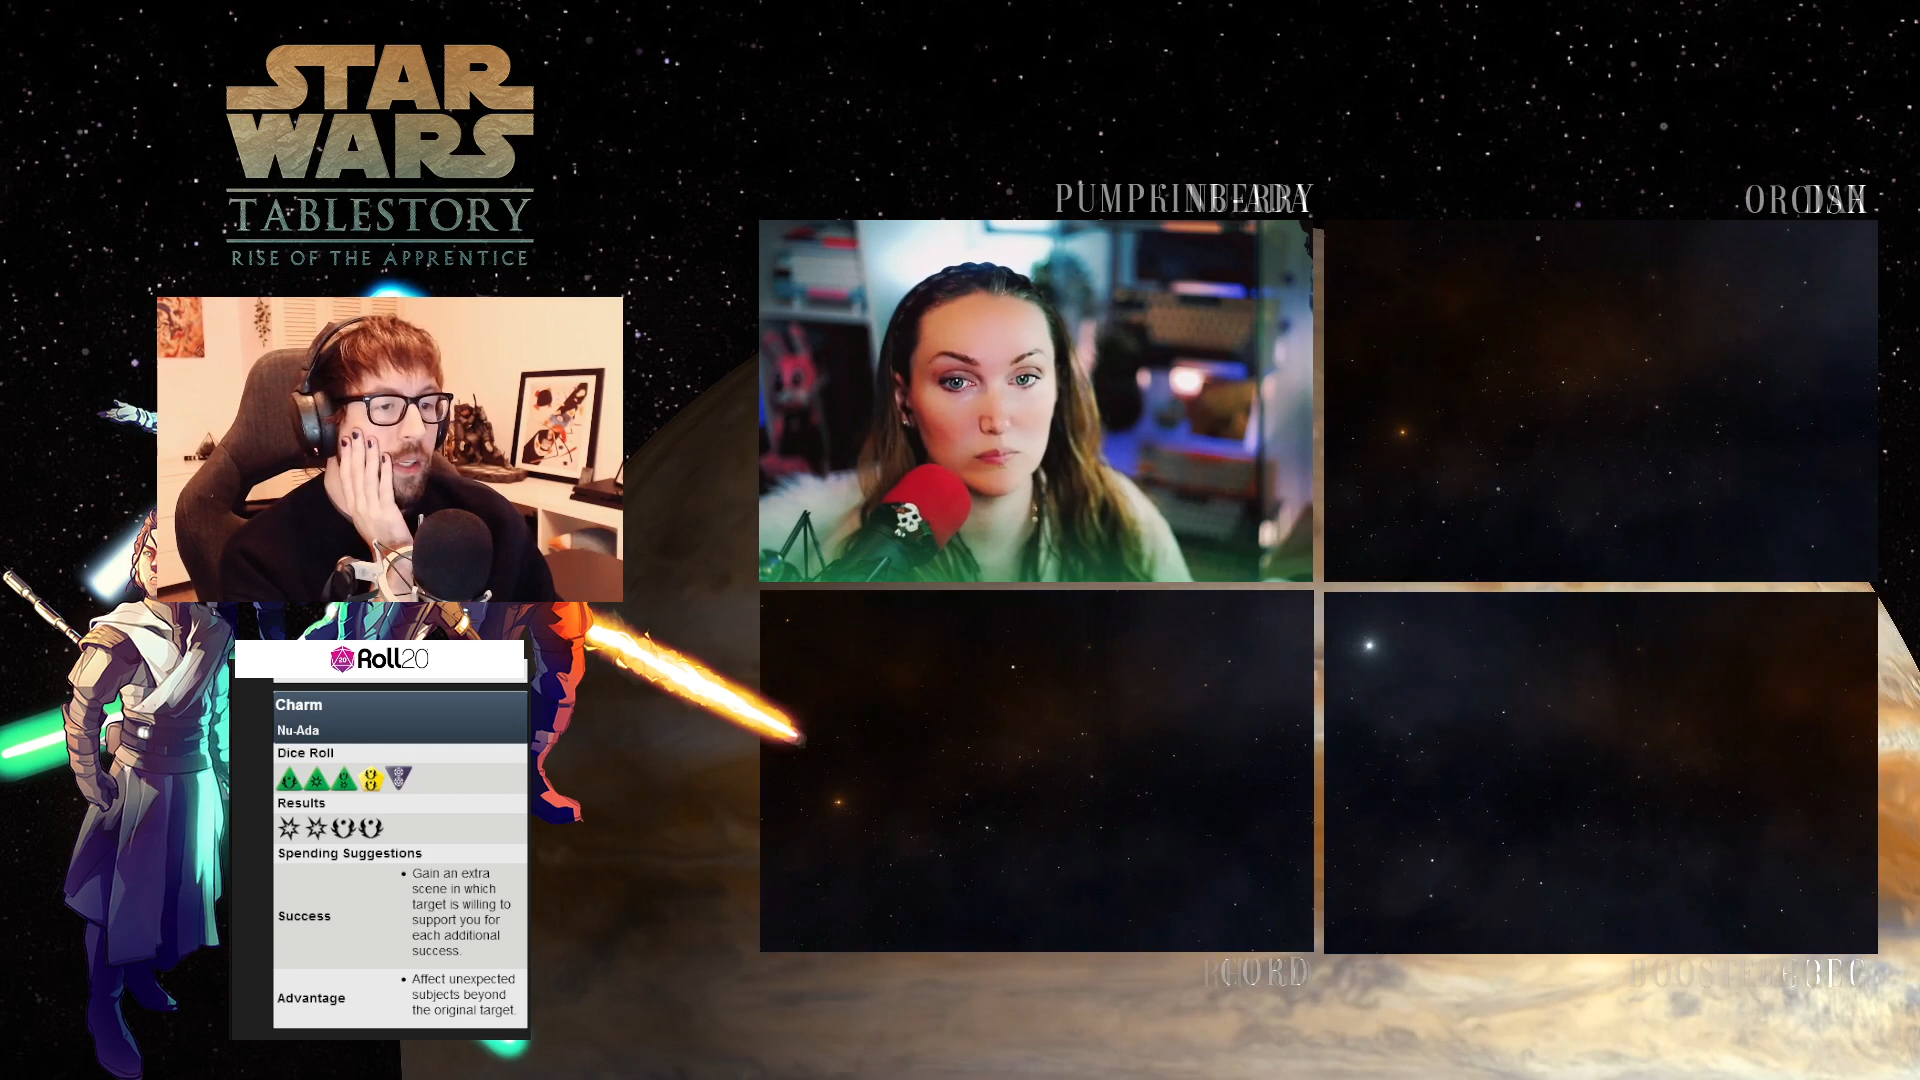 STAR
WARS
TABLESTORY
RISE OF THE APPRENTICE
Roll20
Charm
Nu-Ada
Dice Roll
Results
Spending Suggestions
Success
• Gain an extra
scene in which
target is willing to
support you for
each additional
success.
Advantage
• Affect unexpected
subjects beyond
the original target.